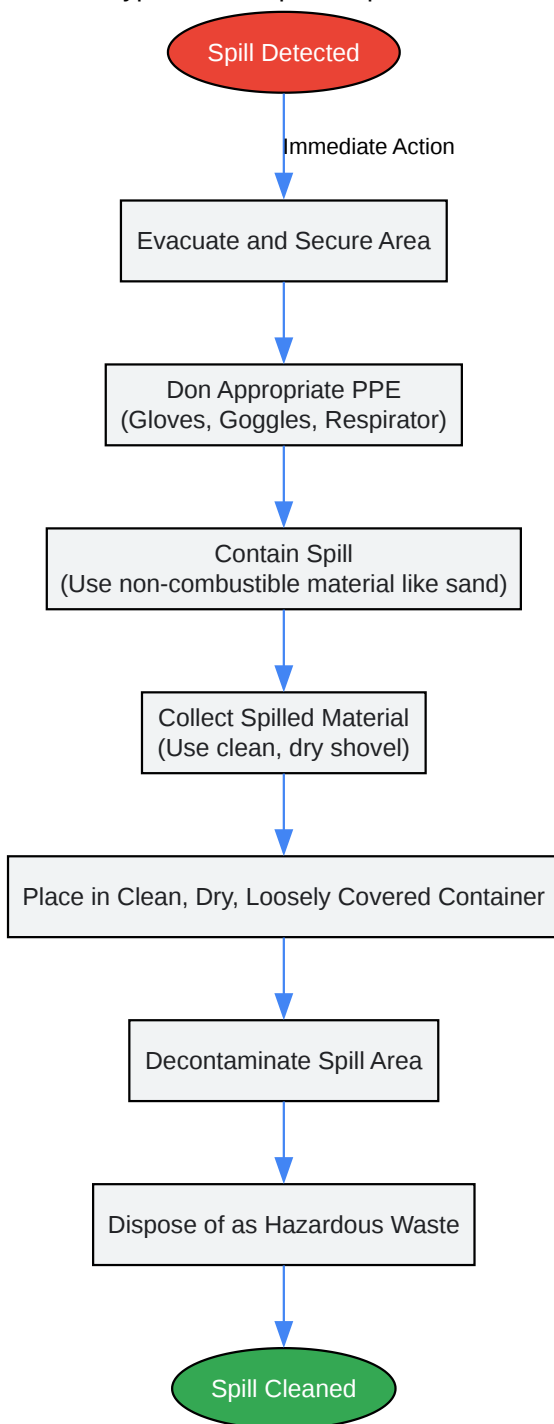 Spill Detected
Immediate Action
Evacuate and Secure Area
Don Appropriate PPE
(Gloves, Goggles, Respirator)
Contain Spill
(Use non-combustible material like sand)
Collect Spilled Material
(Use clean, dry shovel)
Place in Clean, Dry, Loosely Covered Container
Decontaminate Spill Area
Dispose of as Hazardous Waste
Spill Cleaned